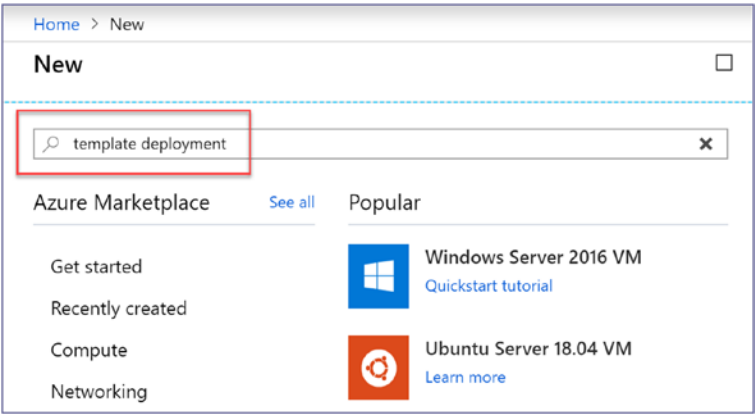 Home > New
New
template deployment
Azure Marketplace
See all
Get started
Recently created
Compute
Networking
Popular
Windows Server 2016 VM
Quickstart tutorial
Ubuntu Server 18.04 VM
Learn more